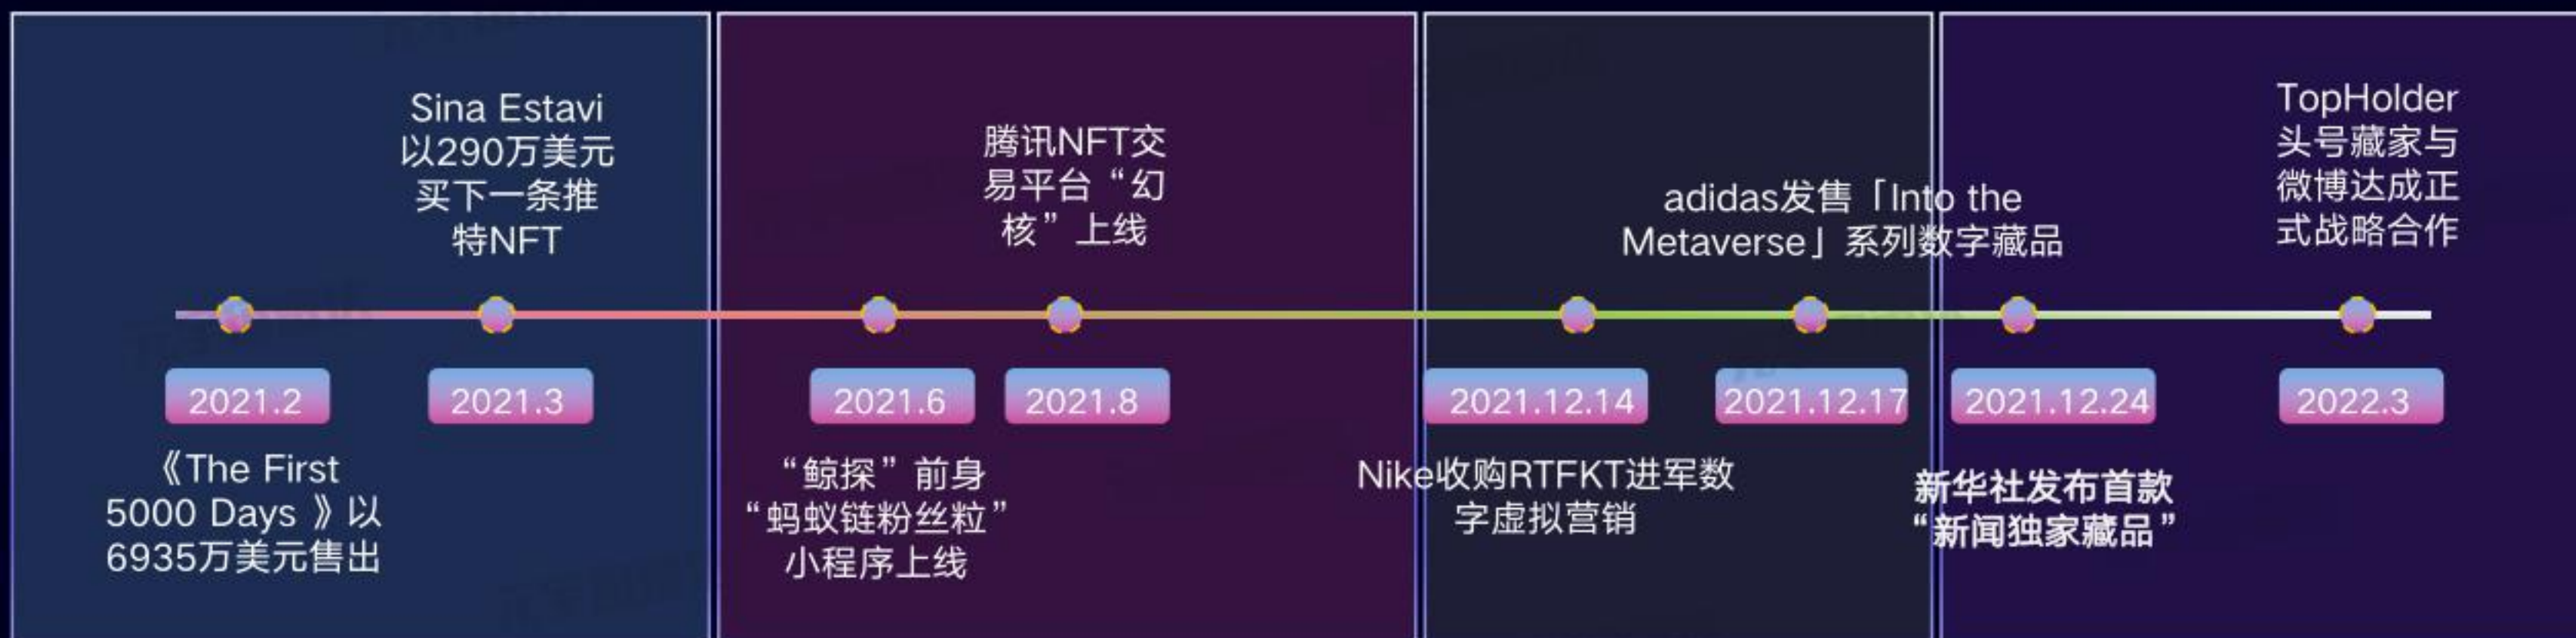 Sina Estavi
以290万美元
买下一条推
特NFT
腾讯NFT交
易平台“幻
核”上线
adidas发售「Into the
Metaverse」系列数字藏品
TopHolder
头号藏家与
微博达成正
式战略合作
2021.2
2021.3
2021.6
2021.8
2021.12.14
2021.12.17
2021.12.24
2022.3
《The First
5000 Days 》以
6935万美元售出
“鲸探”前身
“蚂蚁链粉丝粒”
小程序上线
Nike收购RTFKT进军数
字虚拟营销
新华社发布首款
“新闻独家藏品”